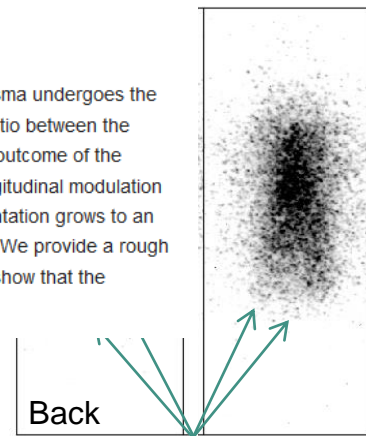 sma undergoes the
tio between the
outcome of the
gitudinal modulation
ntation grows to an
We provide a rough
show that the
Back